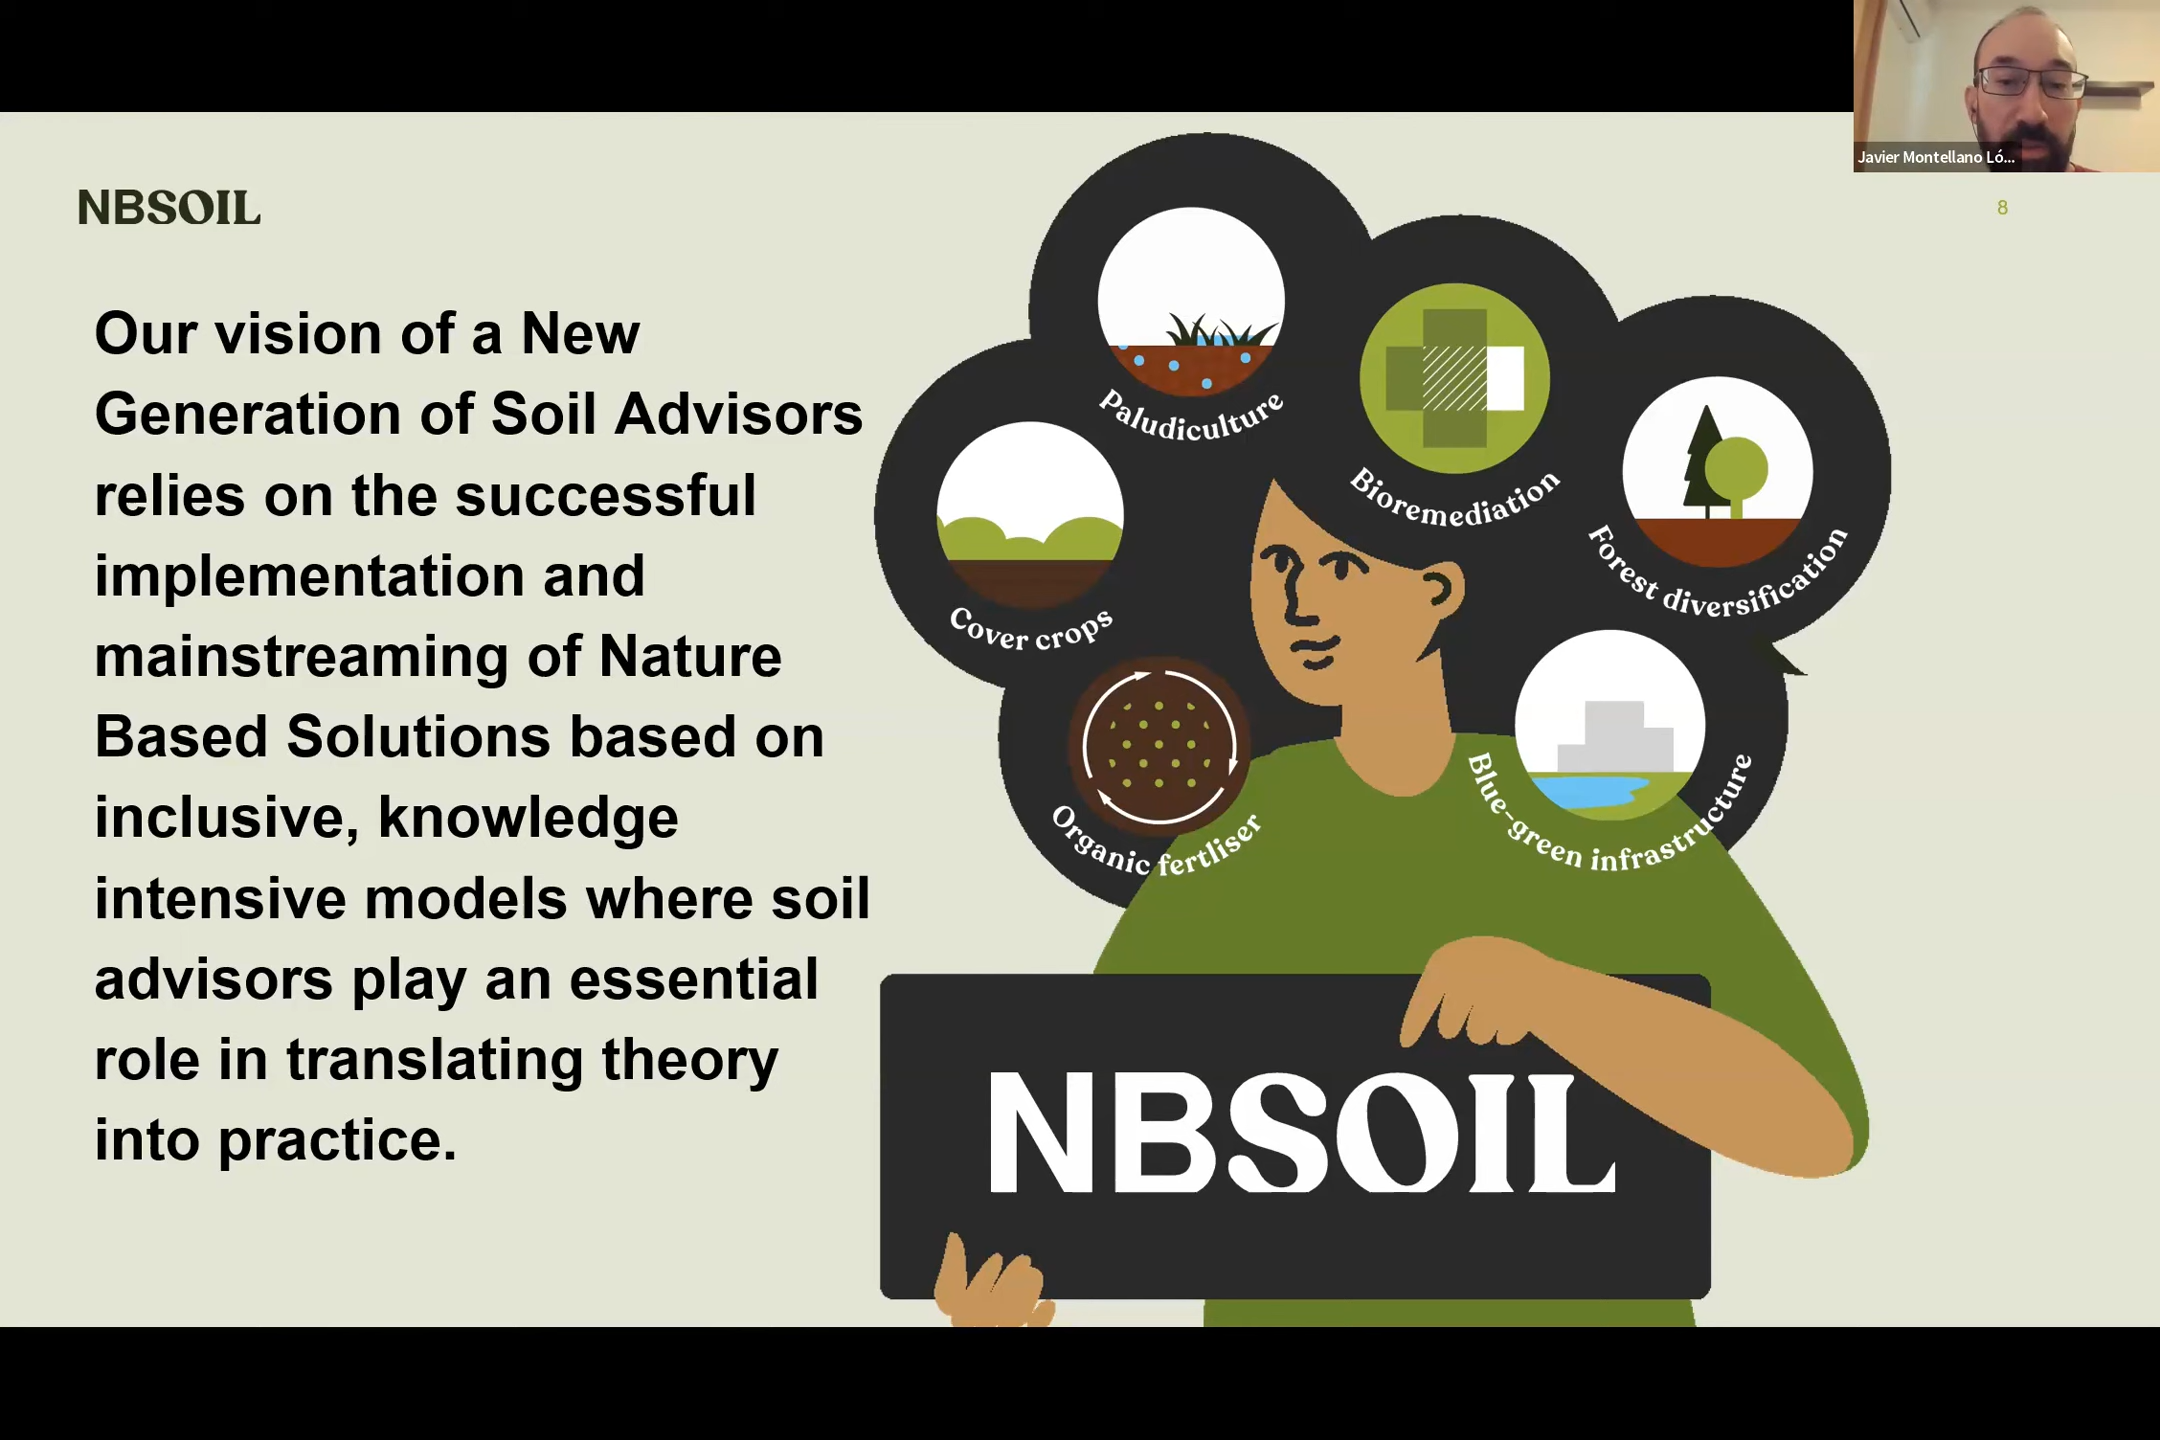 Javier Montellano Ló...
NBSOIL
8
Our vision of a New
Generation of Soil Advisors
relies on the successful
implementation and
mainstreaming of Nature
Based Solutions based on
inclusive, knowledge
intensive models where soil
advisors play an essential
role in translating theory
into practice.
Paludiculture
Bioremediation
Forest diversification
Cover crops
Organic fertliser
Blue-green infrastructure
NBSOIL